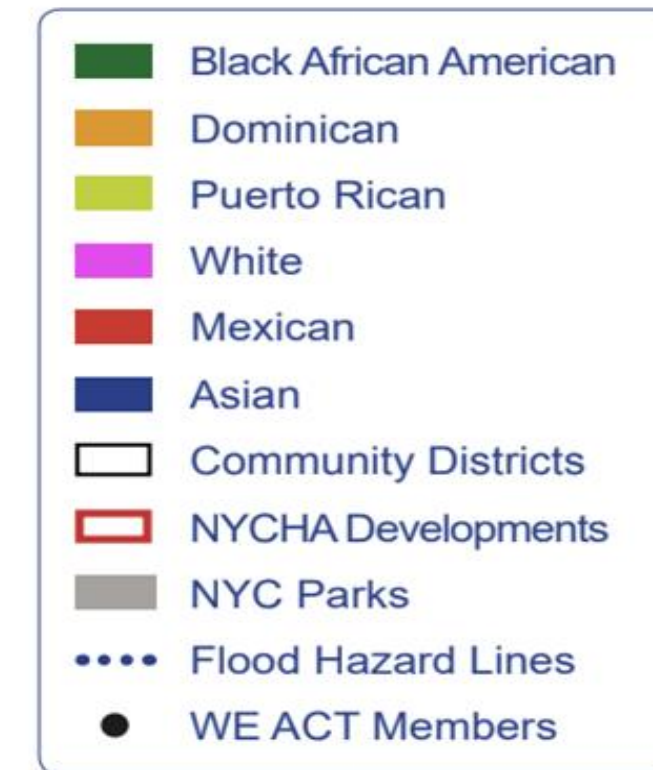 Black African American
Dominican
Puerto Rican
White
Mexican
Asian
Community Districts
NYCHA Developments
NYC Parks
Flood Hazard Lines
WE ACT Members